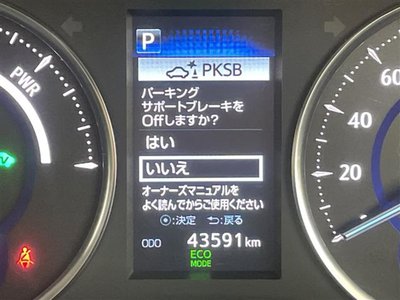 P
PKSB
パーキング
サポートブレーキを
Offしますか?
はい
いいえ
オーナーズマニュアルを
よく読んでからご使用ください
:決定 :戻る
ODO 43591km
ECO
MODE
PWR
60
40
20